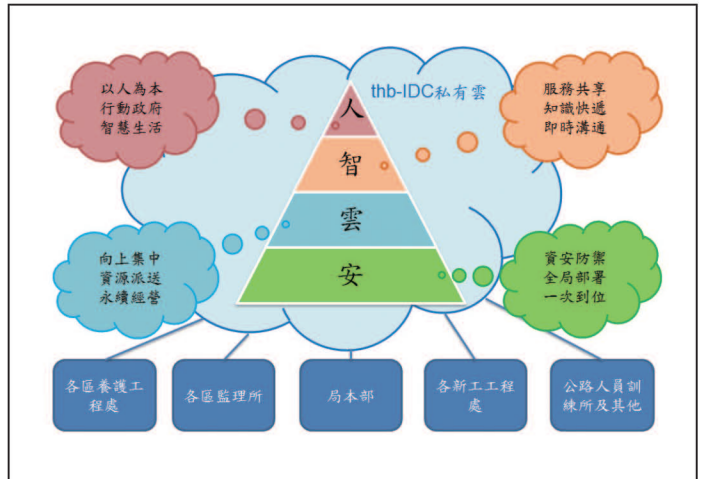 thb-IDC私有雲
以人為本
行動政府
智慧生活
服務共享
知識快遞
即時溝通
人
智
雲
安
向上集中
資源派送
永續經營
資安防禦
全局部署
一次到位
各區養護工
程處
各區監理所
局本部
各新工工程
處
公路人員訓
練所及其他